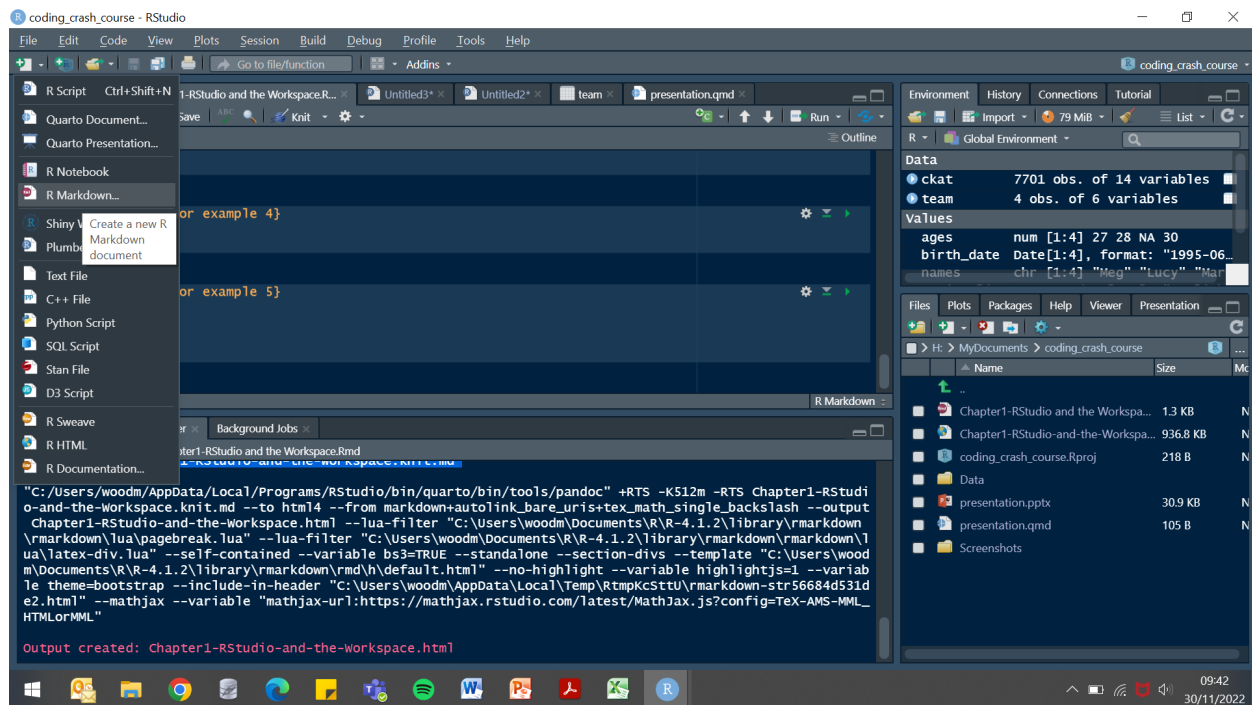 coding_crash_course - RStudio
File Edit Code View Plots Session Build Debug Profile Tools Help
Go to file/function Addins coding_crash_course
R Script Ctrl+Shift+N
Quarto Document...
Quarto Presentation...
R Notebook
R Markdown...
Shiny W
Plumbe
Create a new R
Markdown
document
Text File
C++ File
Python Script
SQL Script
Stan File
D3 Script
R Sweave
R HTML
R Documentation...
1-RStudio and the Workspace.R... Untitled3* Untitled2* team presentation.qmd
Save ABC Knit Run
Outline
or example 4}
or example 5}
R Markdown
er Background Jobs
pter1-RStudio and the Workspace.Rmd
1-RStudio-and-the-Workspace.knit.md"
"C:/Users/woodm/AppData/Local/Programs/RStudio/bin/quarto/bin/tools/pandoc" +RTS -K512m -RTS Chapter1-RStudi
o-and-the-Workspace.knit.md --to html4 --from markdown+autolink_bare_uris+tex_math_single_backslash --output
Chapter1-RStudio-and-the-Workspace.html --lua-filter "C:\Users\woodm\Documents\R\R-4.1.2\library\rmarkdown
\rmarkdown\lua\pagebreak.lua" --lua-filter "C:\Users\woodm\Documents\R\R-4.1.2\library\rmarkdown\rmarkdown\l
ua\latex-div.lua" --self-contained --variable bs3=TRUE --standalone --section-divs --template "C:\Users\wood
m\Documents\R\R-4.1.2\library\rmarkdown\rmd\h\default.html" --no-highlight --variable highlightjs=1 --variab
le theme=bootstrap --include-in-header "C:\Users\woodm\AppData\Local\Temp\RtmpKcSttU\rmarkdown-str56684d531d
e2.html" --mathjax --variable "mathjax-url:https://mathjax.rstudio.com/latest/MathJax.js?config=TeX-AMS-MML_
HTMLorMML"
Output created: Chapter1-RStudio-and-the-Workspace.html
Environment History Connections Tutorial
Import 79 MiB List
R Global Environment
Data
ckat 7701 obs. of 14 variables
team 4 obs. of 6 variables
Values
ages num [1:4] 27 28 NA 30
birth_date Date[1:4], format: "1995-06…
names chr [1:4] "Meg" "Lucy" "Mar
Files Plots Packages Help Viewer Presentation
H: MyDocuments coding_crash_course ...
Name Size Mo
..
Chapter1-RStudio and the Workspa... 1.3 KB N
Chapter1-RStudio-and-the-Workspa... 936.8 KB N
coding_crash_course.Rproj 218 B N
Data
presentation.pptx 30.9 KB N
presentation.qmd 105 B N
Screenshots
09:42
30/11/2022